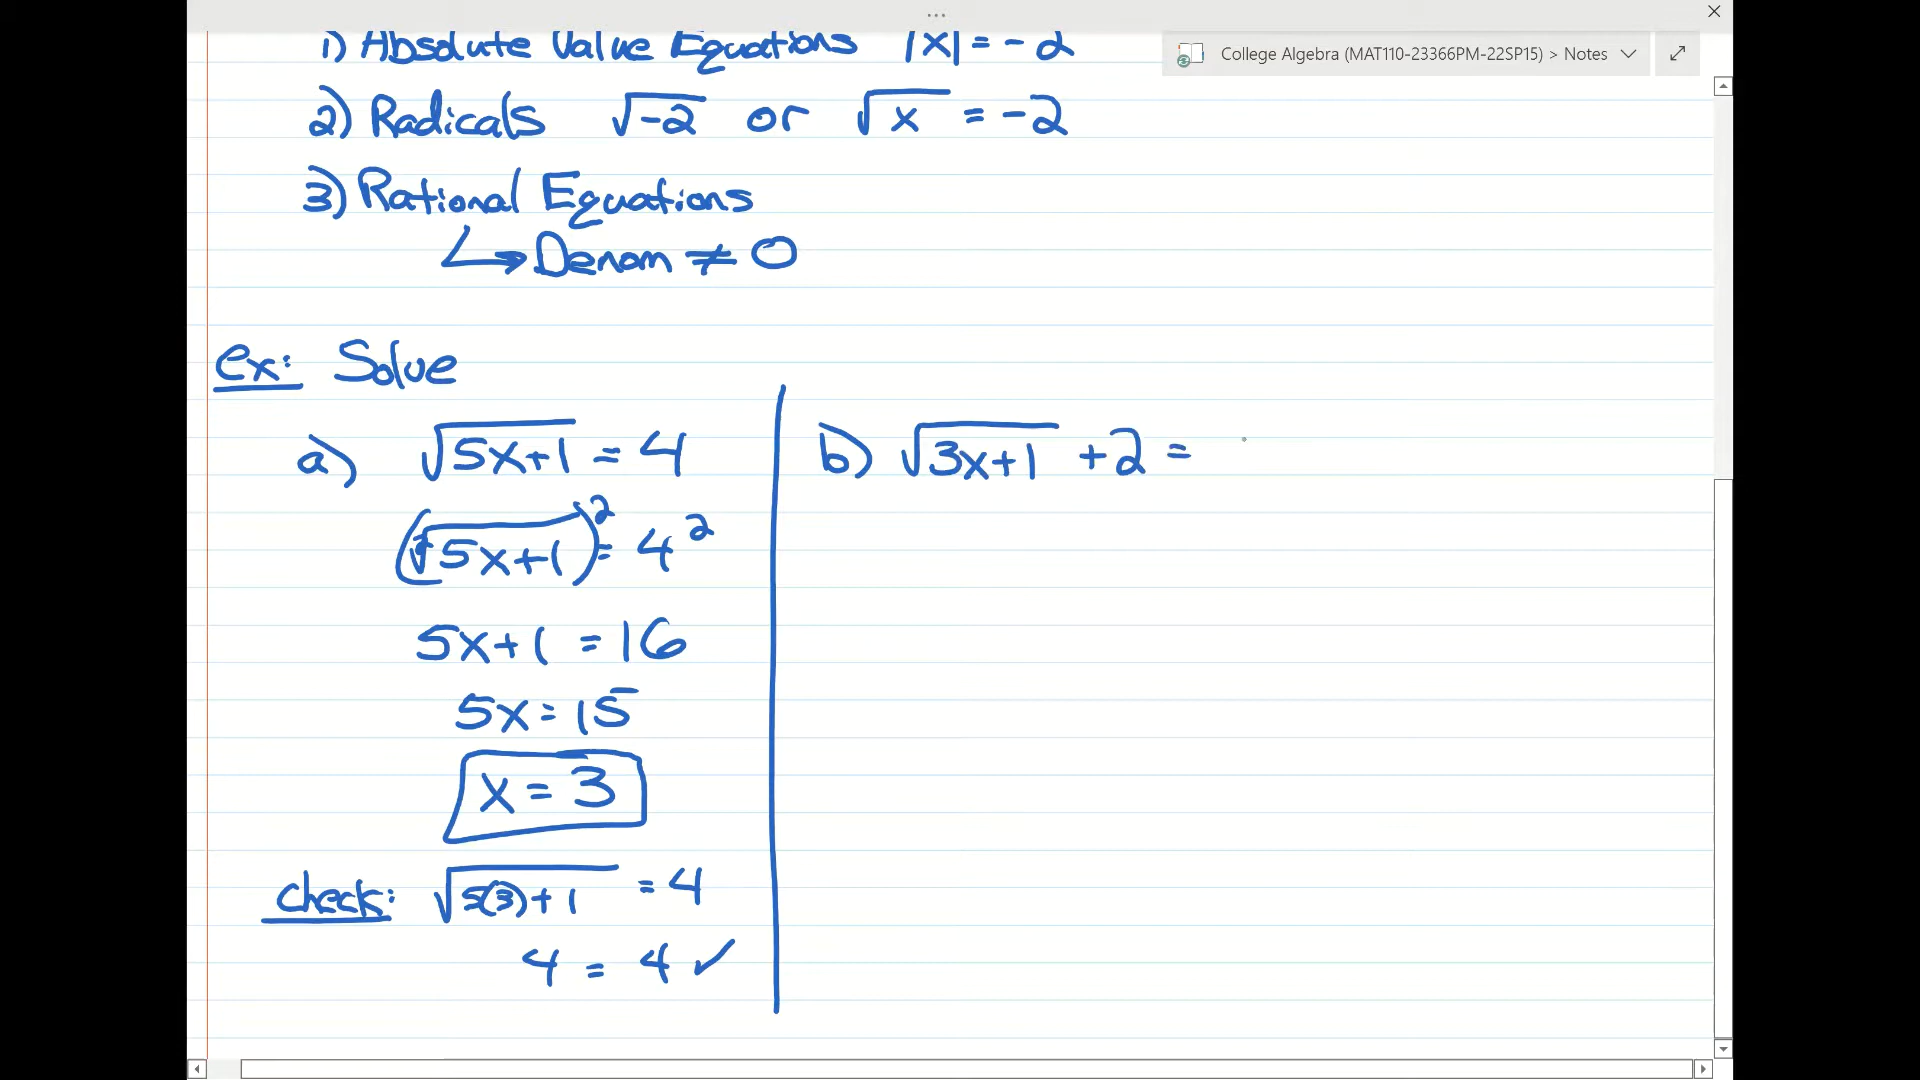 1) Absolute Value Equations |x| = -2
College Algebra (MAT110-23366PM-22SP15) > Notes
2) Radicals √-2 or √x = -2
3) Rational Equations
↳ Denom ≠ 0
ex: Solve
a) √5x+1 = 4
(²√5x+1)² = 4²
5x+1 = 16
5x = 15
x = 3
check: √5(3)+1 = 4
4 = 4 ✓
b) √3x+1 +2 =